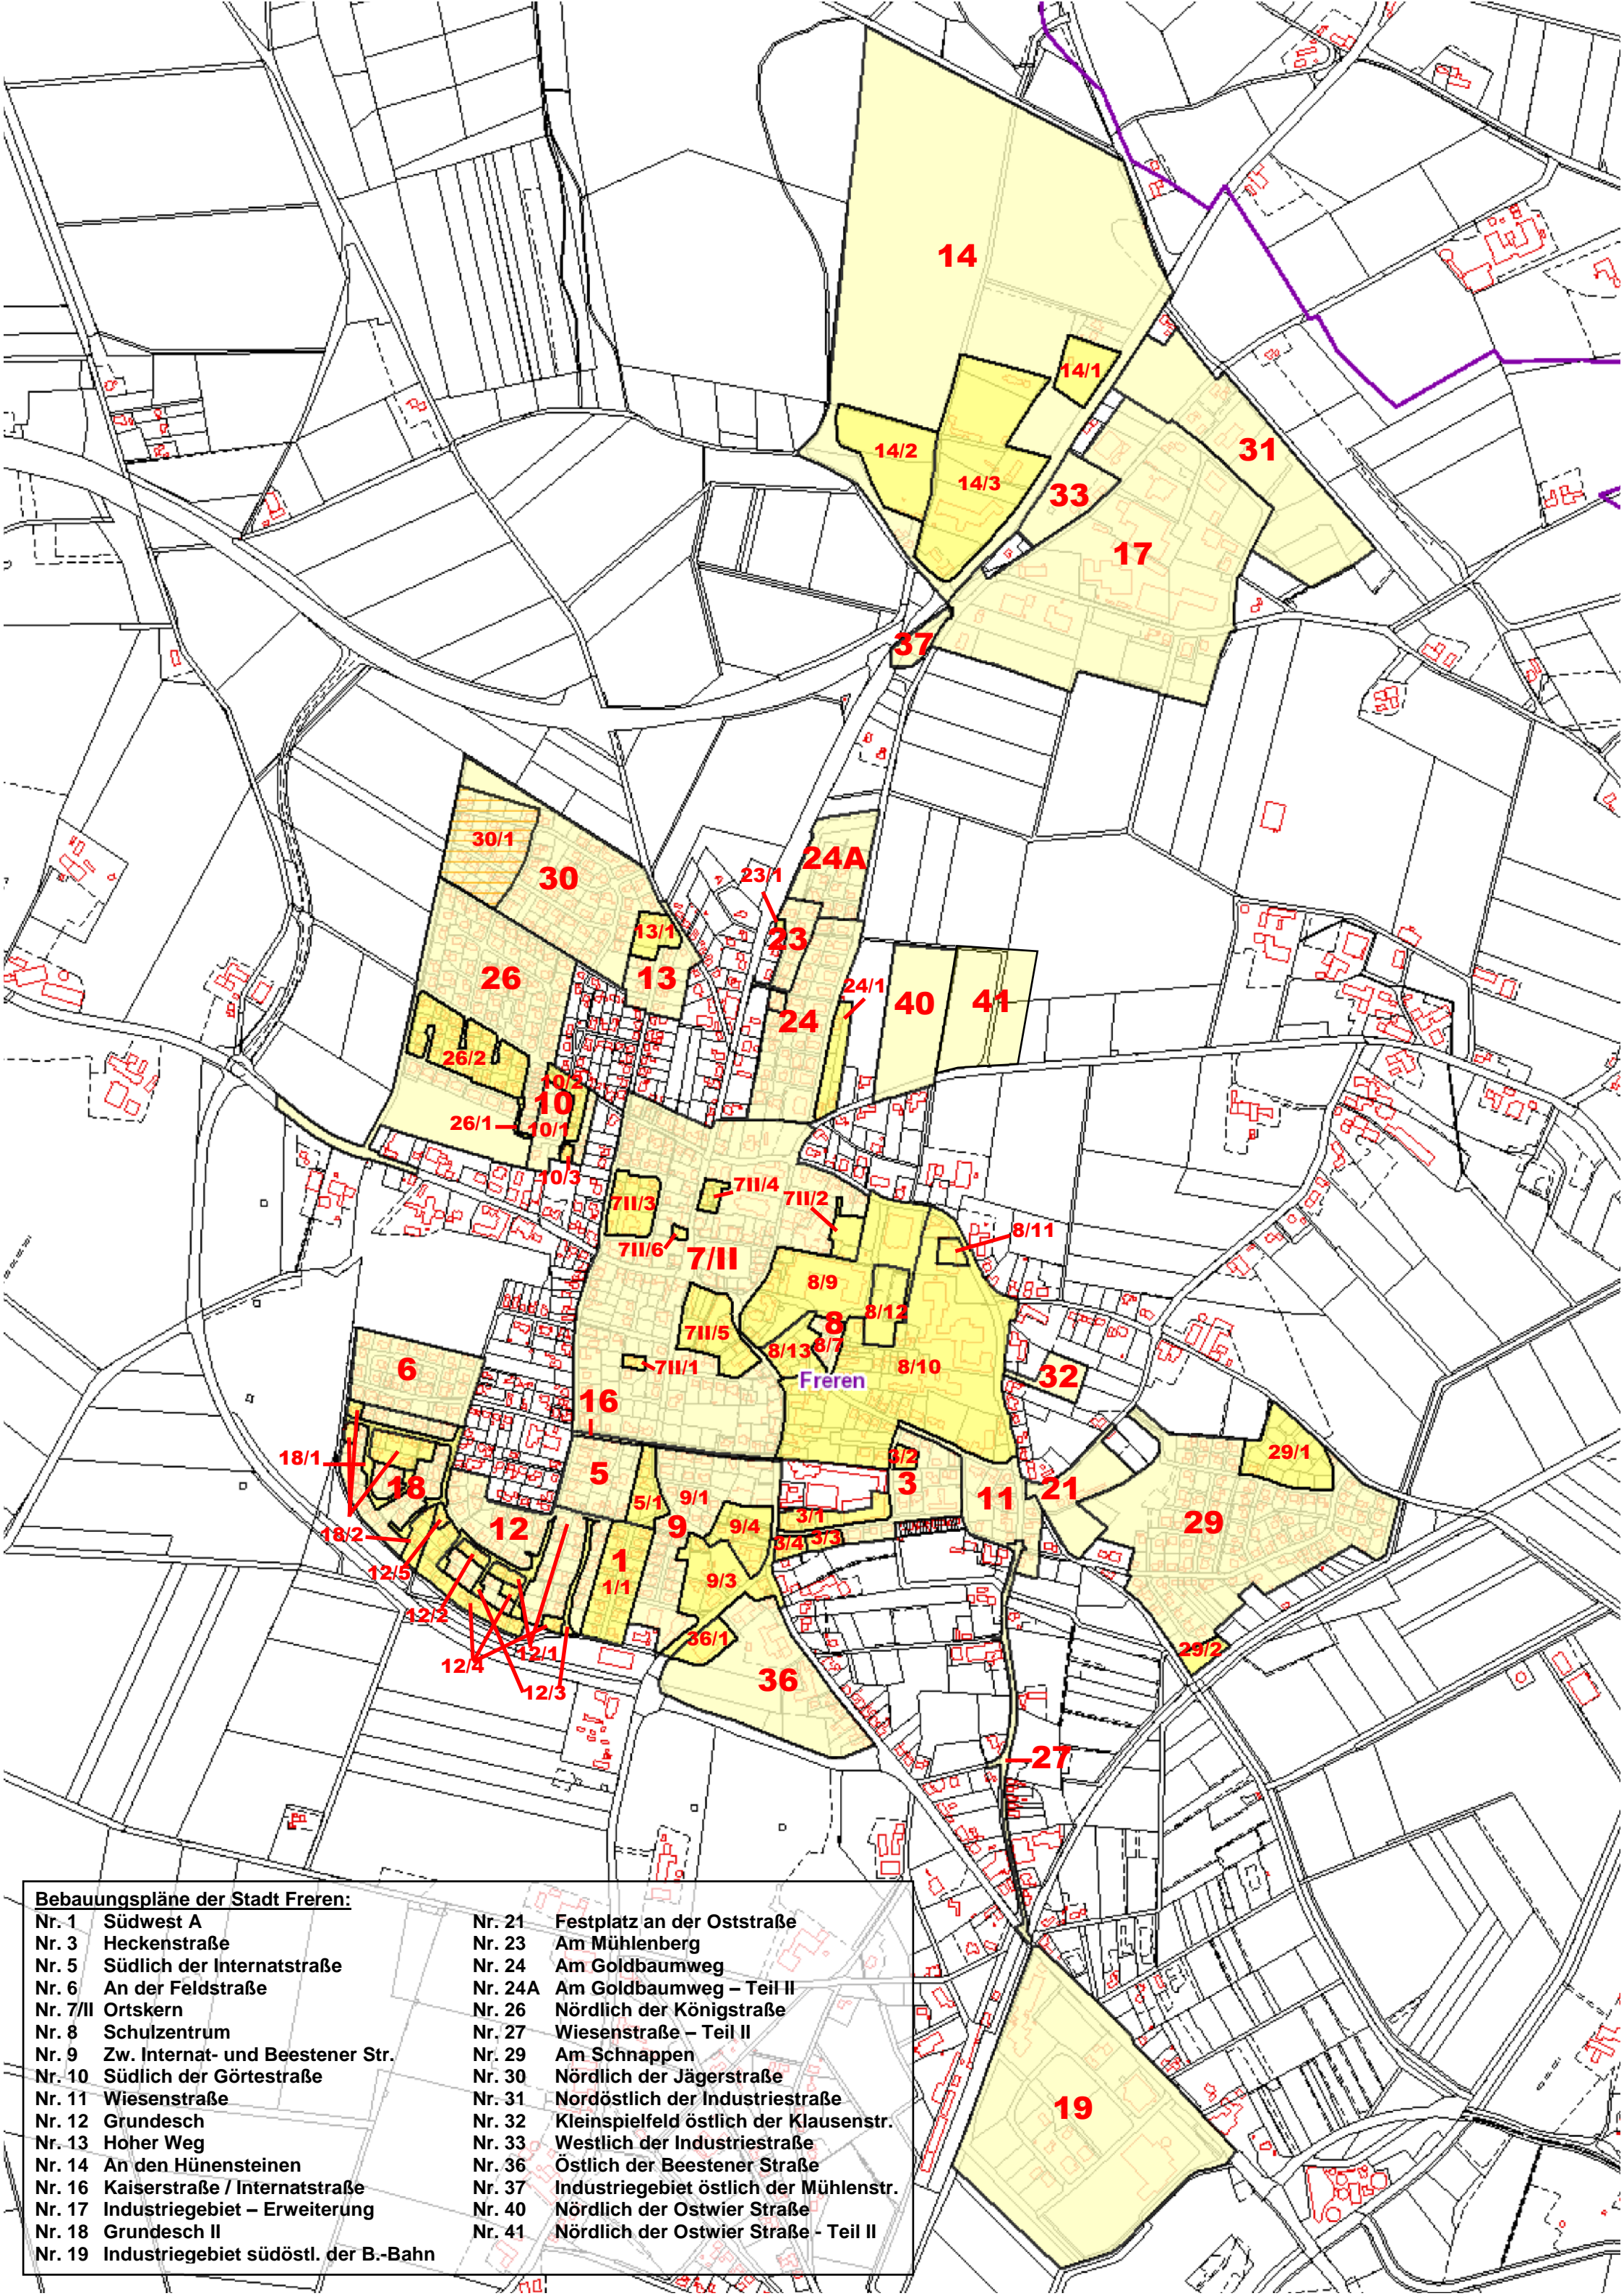 14
14/1
14/2
14/3
31
33
17
37
30/1
30
24A
23/1
13/1
23
26
13
24/1
40
41
24
26/2
10/2
10
26/1
10/1
10/3
7II/4
7II/3
7II/2
8/11
7II/6
7/II
8/9
8/12
8
7II/5
8/13
8/7
8/10
7II/1
Freren
32
6
16
18/1
18
5
3/2
3
29/1
5/1
9/1
11
21
18/2
12
9
9/4
3/1
29
12/5
1
3/4
3/3
1/1
9/3
12/2
36/1
12/4
12/1
29/2
12/3
36
27
19
Bebauungspläne der Stadt Freren:
Nr. 1 Südwest A
Nr. 3 Heckenstraße
Nr. 5 Südlich der Internatstraße
Nr. 6 An der Feldstraße
Nr. 7/II Ortskern
Nr. 8 Schulzentrum
Nr. 9 Zw. Internat- und Beestener Str.
Nr. 10 Südlich der Görtestraße
Nr. 11 Wiesenstraße
Nr. 12 Grundesch
Nr. 13 Hoher Weg
Nr. 14 An den Hünensteinen
Nr. 16 Kaiserstraße / Internatstraße
Nr. 17 Industriegebiet – Erweiterung
Nr. 18 Grundesch II
Nr. 19 Industriegebiet südöstl. der B.-Bahn
Nr. 21 Festplatz an der Oststraße
Nr. 23 Am Mühlenberg
Nr. 24 Am Goldbaumweg
Nr. 24A Am Goldbaumweg – Teil II
Nr. 26 Nördlich der Königstraße
Nr. 27 Wiesenstraße – Teil II
Nr. 29 Am Schnappen
Nr. 30 Nördlich der Jägerstraße
Nr. 31 Nordöstlich der Industriestraße
Nr. 32 Kleinspielfeld östlich der Klausenstr.
Nr. 33 Westlich der Industriestraße
Nr. 36 Östlich der Beestener Straße
Nr. 37 Industriegebiet östlich der Mühlenstr.
Nr. 40 Nördlich der Ostwier Straße
Nr. 41 Nördlich der Ostwier Straße - Teil II